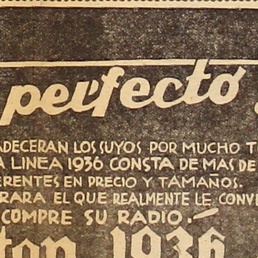 perfecto
ADECERAN LOS SUYOS POR MUCHO
A LINEA 1936 CONSTA DE MAS DE
ERENTES EN PRECIO Y TAMAÑOS.
RARA EL QUE REALMENTE LE CONVE
COMPRE SU RADIO.-
1936